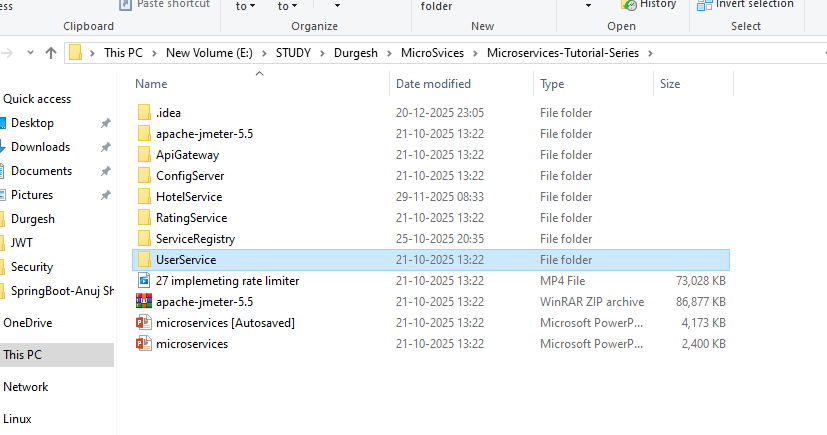 ess
Paste shortcut
to
to
folder
History
Invert selection
Clipboard
Organize
New
Open
Select
This PC > New Volume (E:) > STUDY > Durgesh > MicroSvices > Microservices-Tutorial-Series >
Name Date modified Type Size
Quick access
Desktop
Downloads
Documents
Pictures
Durgesh
JWT
Security
SpringBoot-Anuj Sh
OneDrive
This PC
Network
Linux
.idea 20-12-2025 23:05 File folder
apache-jmeter-5.5 21-10-2025 13:22 File folder
ApiGateway 21-10-2025 13:22 File folder
ConfigServer 21-10-2025 13:22 File folder
HotelService 29-11-2025 08:33 File folder
RatingService 21-10-2025 13:22 File folder
ServiceRegistry 25-10-2025 20:35 File folder
UserService 21-10-2025 13:22 File folder
27 implemeting rate limiter 21-10-2025 13:22 MP4 File 73,028 KB
apache-jmeter-5.5 21-10-2025 13:22 WinRAR ZIP archive 86,877 KB
microservices [Autosaved] 21-10-2025 13:22 Microsoft PowerP... 4,173 KB
microservices 21-10-2025 13:22 Microsoft PowerP... 2,400 KB